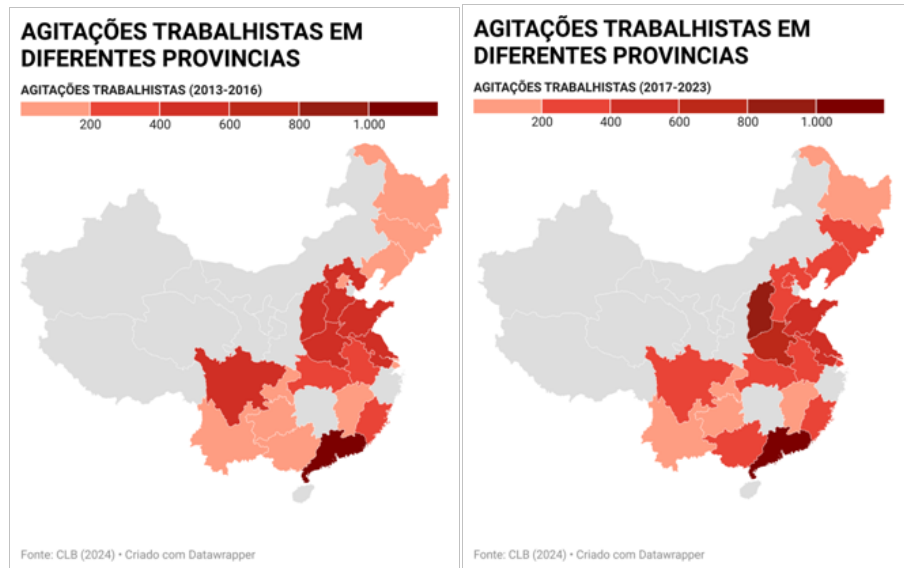 AGITAÇÕES TRABALHISTAS EM
DIFERENTES PROVINCIAS
AGITAÇÕES TRABALHISTAS (2013-2016)
200 400 600 800 1.000
Fonte: CLB (2024) • Criado com Datawrapper
AGITAÇÕES TRABALHISTAS EM
DIFERENTES PROVINCIAS
AGITAÇÕES TRABALHISTAS (2017-2023)
200 400 600 800 1.000
Fonte: CLB (2024) • Criado com Datawrapper